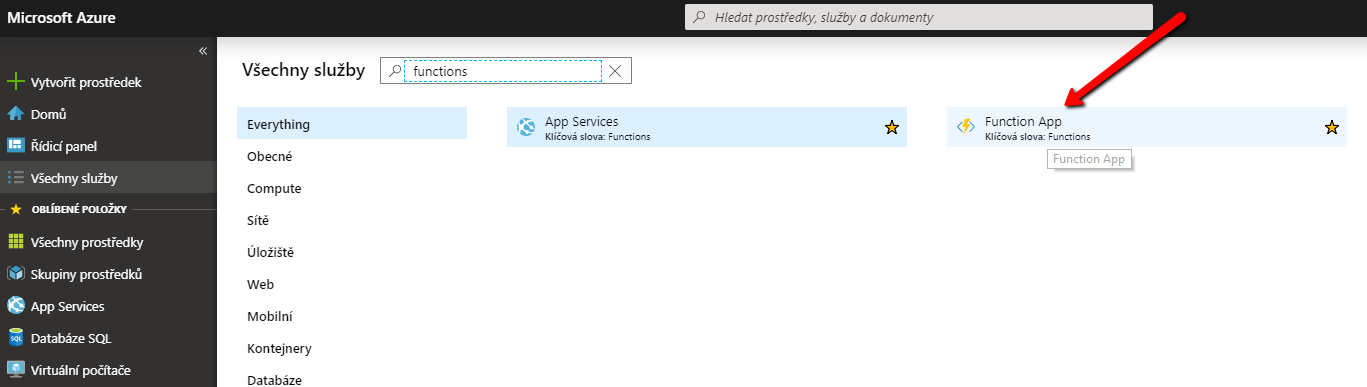 Microsoft Azure
Hledat prostředky, služby a dokumenty
«
Vytvořit prostředek
Domů
Řídicí panel
Všechny služby
OBLÍBENÉ POLOŽKY
Všechny prostředky
Skupiny prostředků
App Services
Databáze SQL
Virtuální počítače
Všechny služby
functions
Everything
Obecné
Compute
Sítě
Úložiště
Web
Mobilní
Kontejnery
Databáze
App Services
Klíčová slova: Functions
Function App
Klíčová slova: Functions
Function App